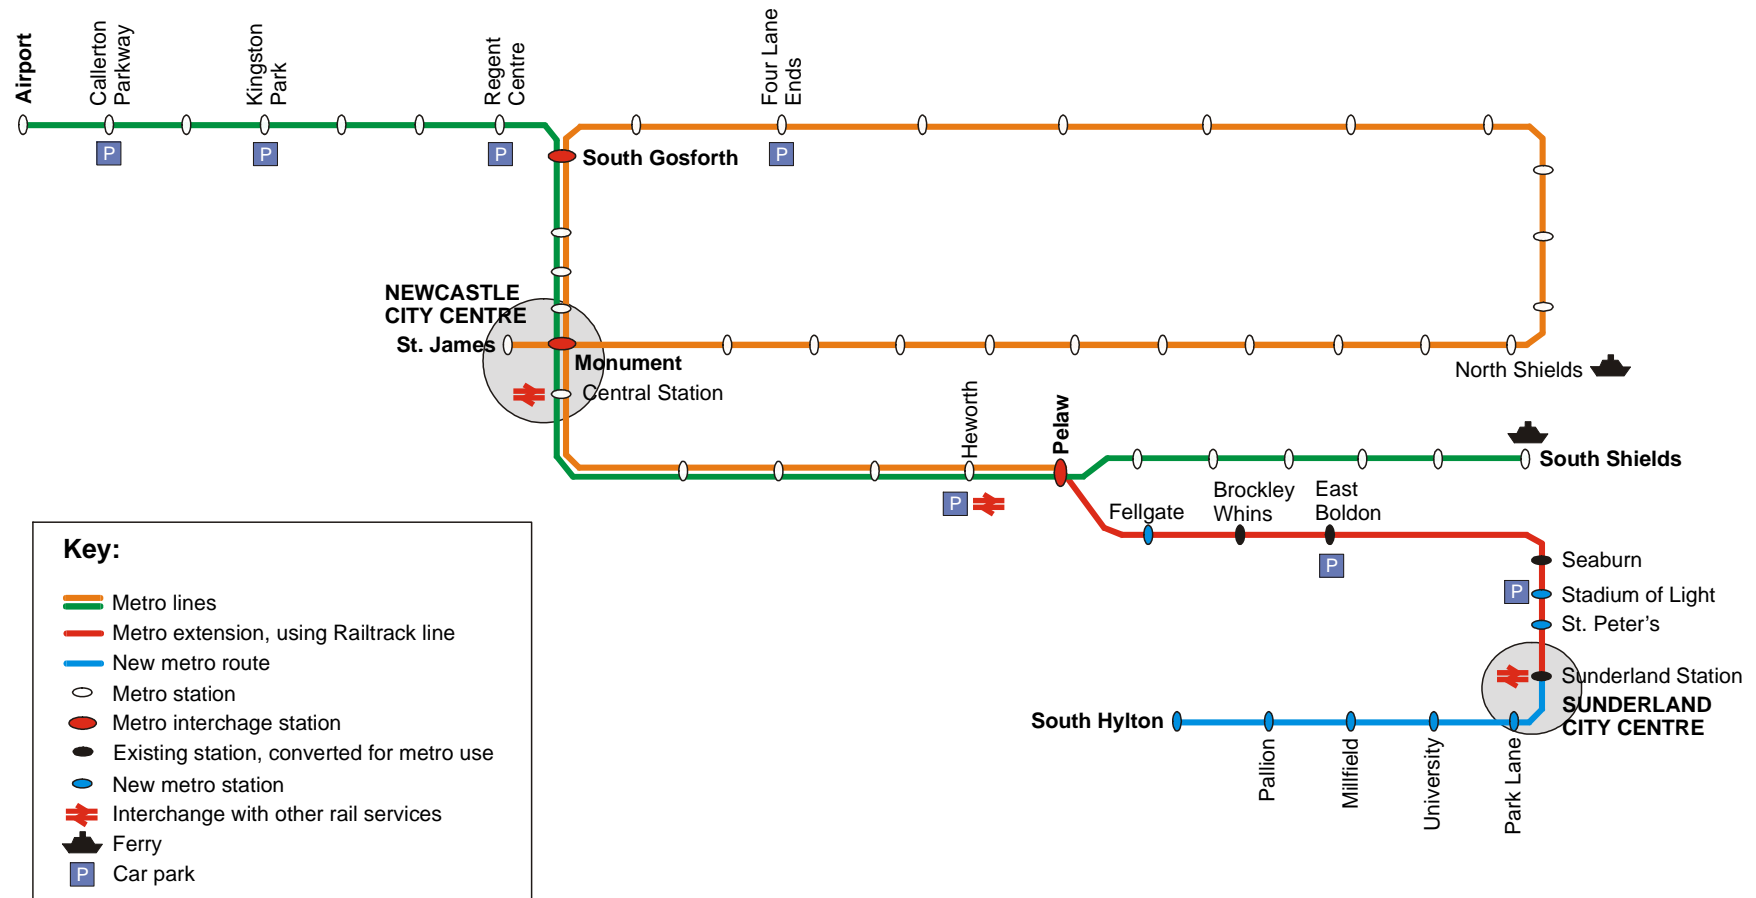 Airport
Callerton
Parkway
Kingston
Park
Regent
Centre
Four Lane
Ends
P
P
P
P
South Gosforth
NEWCASTLE
CITY CENTRE
St. James
Monument
Central Station
North Shields
Heworth
Pelaw
South Shields
P
Fellgate
Brockley
Whins
East
Boldon
P
Seaburn
P
Stadium of Light
St. Peter's
Sunderland Station
SUNDERLAND
CITY CENTRE
South Hylton
Pallion
Millfield
University
Park Lane
Key:
Metro lines
Metro extension, using Railtrack line
New metro route
Metro station
Metro interchage station
Existing station, converted for metro use
New metro station
Interchange with other rail services
Ferry
P
Car park